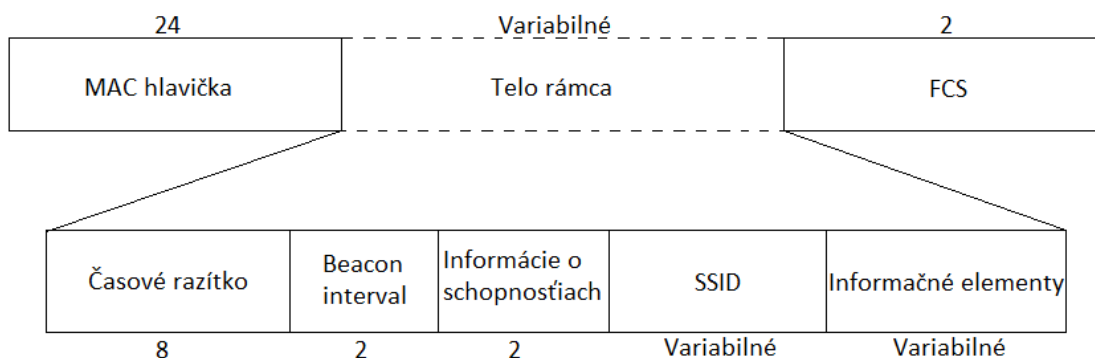 24 Variabilné 2
MAC hlavička Telo rámca FCS
Časové razítko Beacon interval Informácie o schopnosťiach SSID Informačné elementy
8 2 2 Variabilné Variabilné